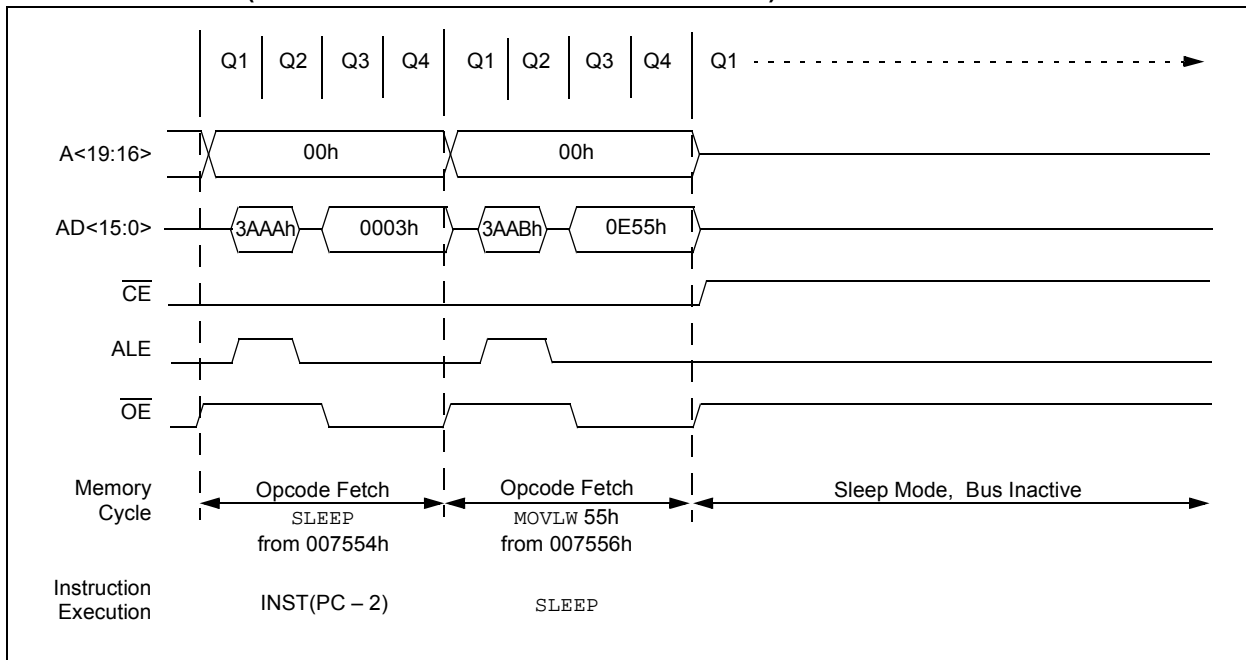 Q1 Q2 Q3 Q4 Q1 Q2 Q3 Q4 Q1
A<19:16> 00h 00h
AD<15:0> 3AAAh 0003h 3AABh 0E55h
CE
ALE
OE
Memory
Cycle
Opcode Fetch
SLEEP
from 007554h
Opcode Fetch
MOVLW 55h
from 007556h
Sleep Mode, Bus Inactive
Instruction
Execution
INST(PC – 2) SLEEP